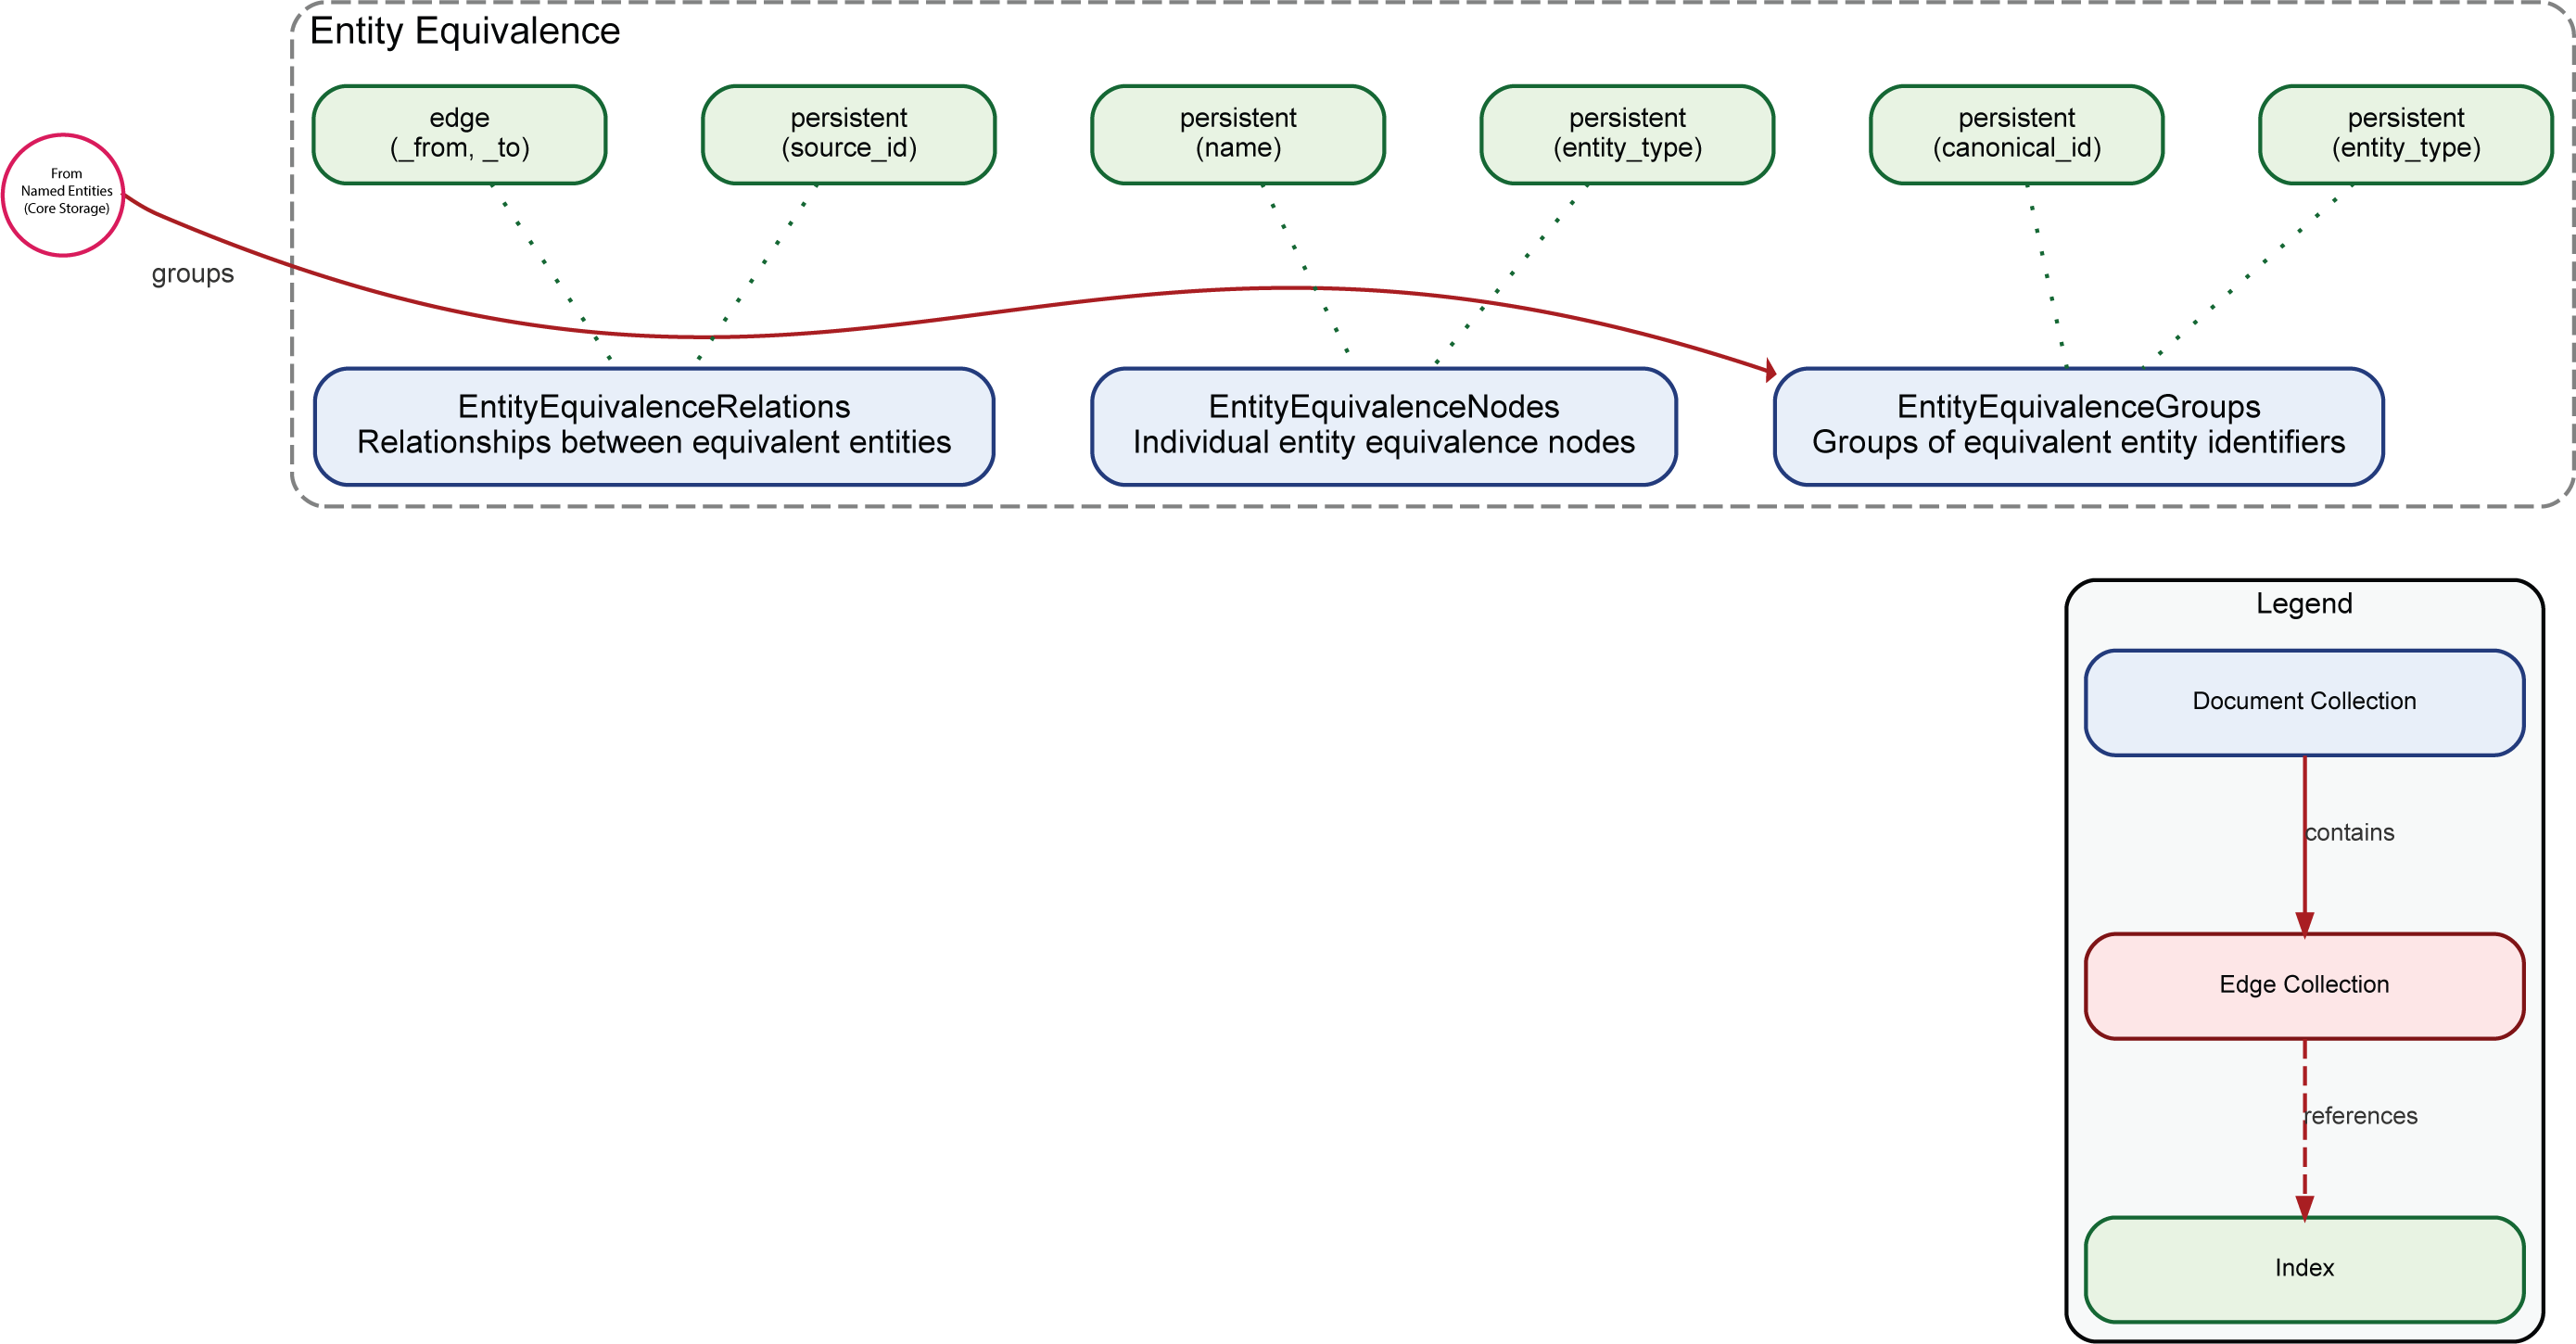 Entity Equivalence
edge
(_from, _to)
persistent
(source_id)
persistent
(name)
persistent
(entity_type)
persistent
(canonical_id)
persistent
(entity_type)
From
Named Entities
(Core Storage)
groups
EntityEquivalenceRelations
Relationships between equivalent entities
EntityEquivalenceNodes
Individual entity equivalence nodes
EntityEquivalenceGroups
Groups of equivalent entity identifiers
Legend
Document Collection
contains
Edge Collection
references
Index